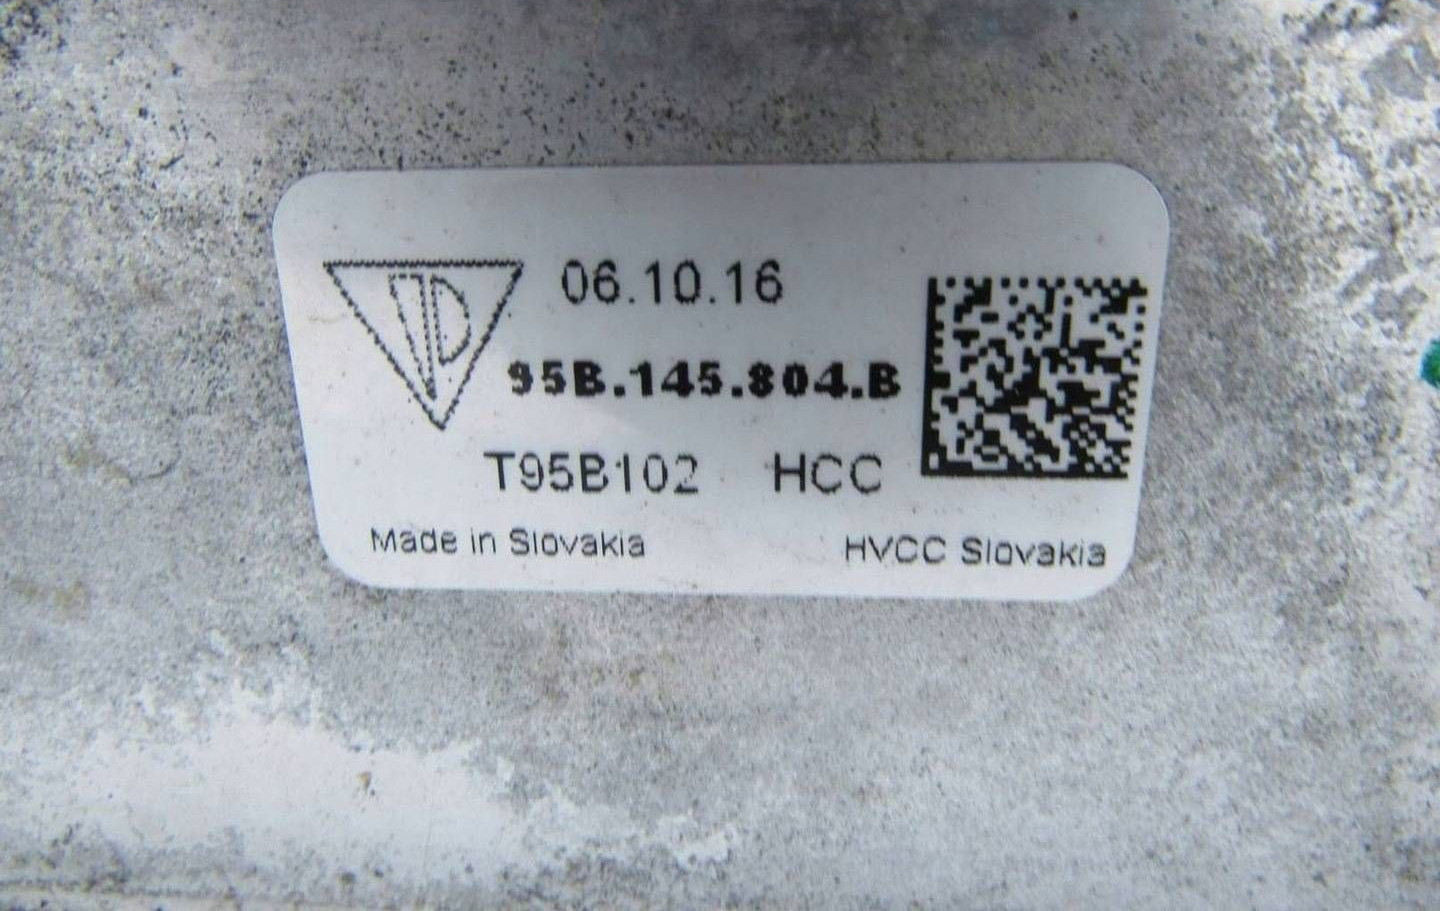 06.10.16
95B.145.804.B
T95B102 HCC
Made in Slovakia HVCC Slovakia